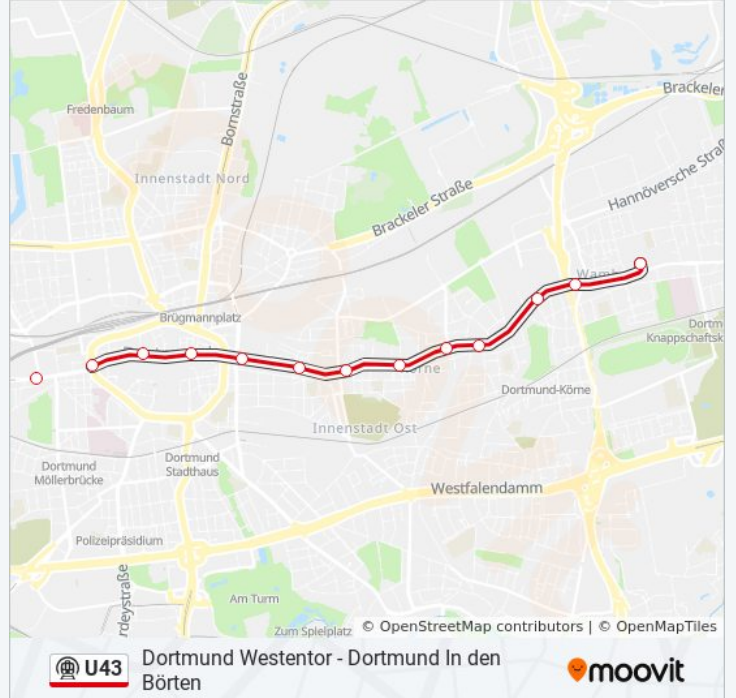 Brackeler
Fredenbaum
Bornstraße
Innenstadt Nord
Hannöversche Straß
Brackeler Straße
Wam
Brügmannplatz
Dortm
Knappschaftsk
rne
Dortmund-Körne
Innenstadt Ost
Dortmund
Möllerbrücke
Dortmund
Stadthaus
Westfalendamm
Polizeipräsidium
rdeystraße
Am Turm
Zum Spielplatz
© OpenStreetMap contributors | © OpenMapTiles
U43
Dortmund Westentor - Dortmund In den
Börten
moovit